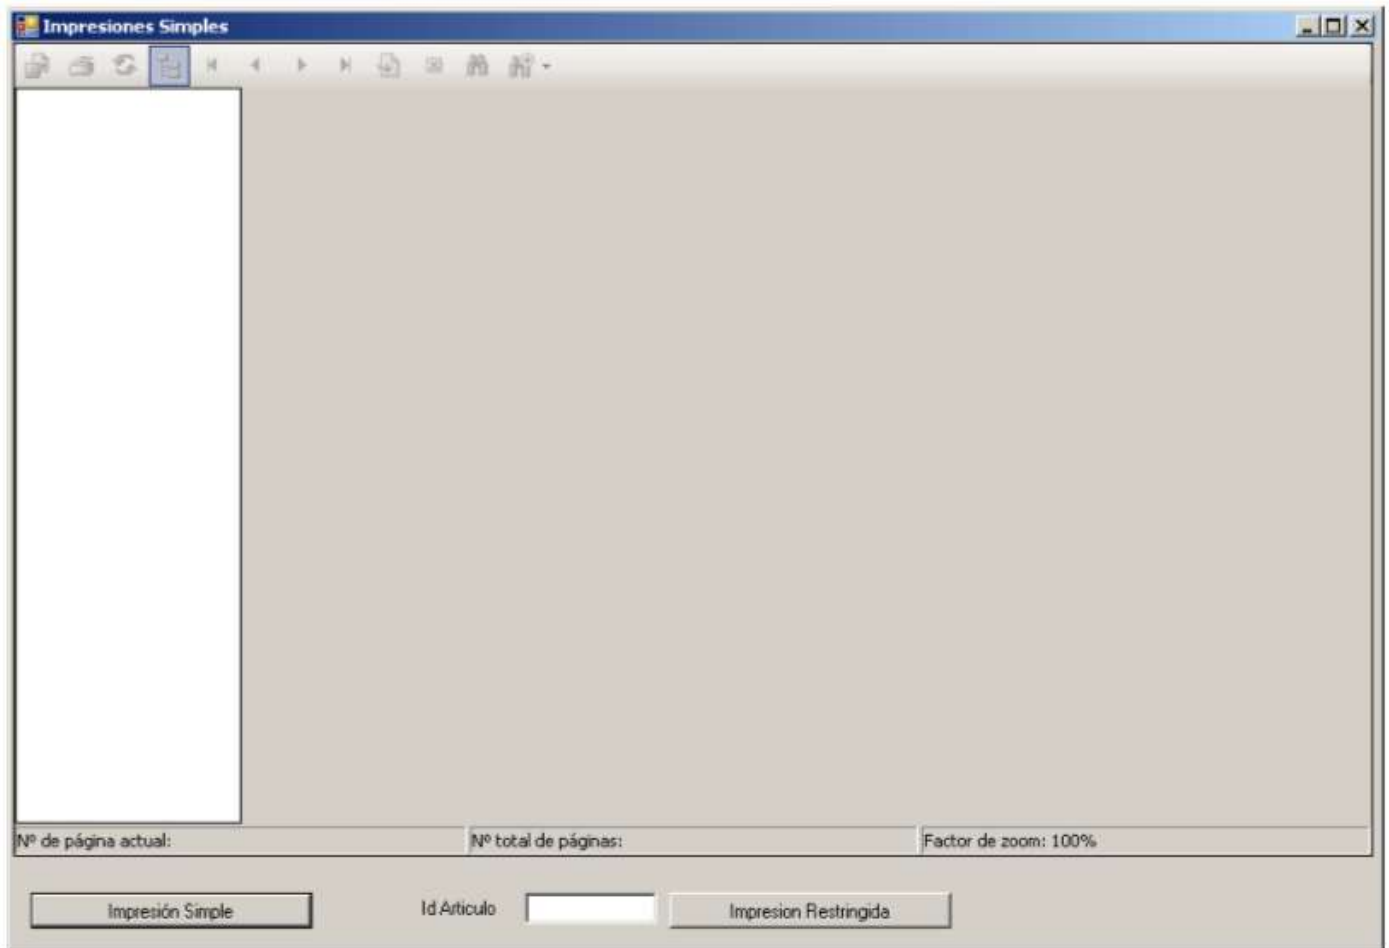 Impresiones Simples
Nº de página actual:
Nº total de páginas:
Factor de zoom: 100%
Impresión Simple
Id Articulo
Impresion Restringida